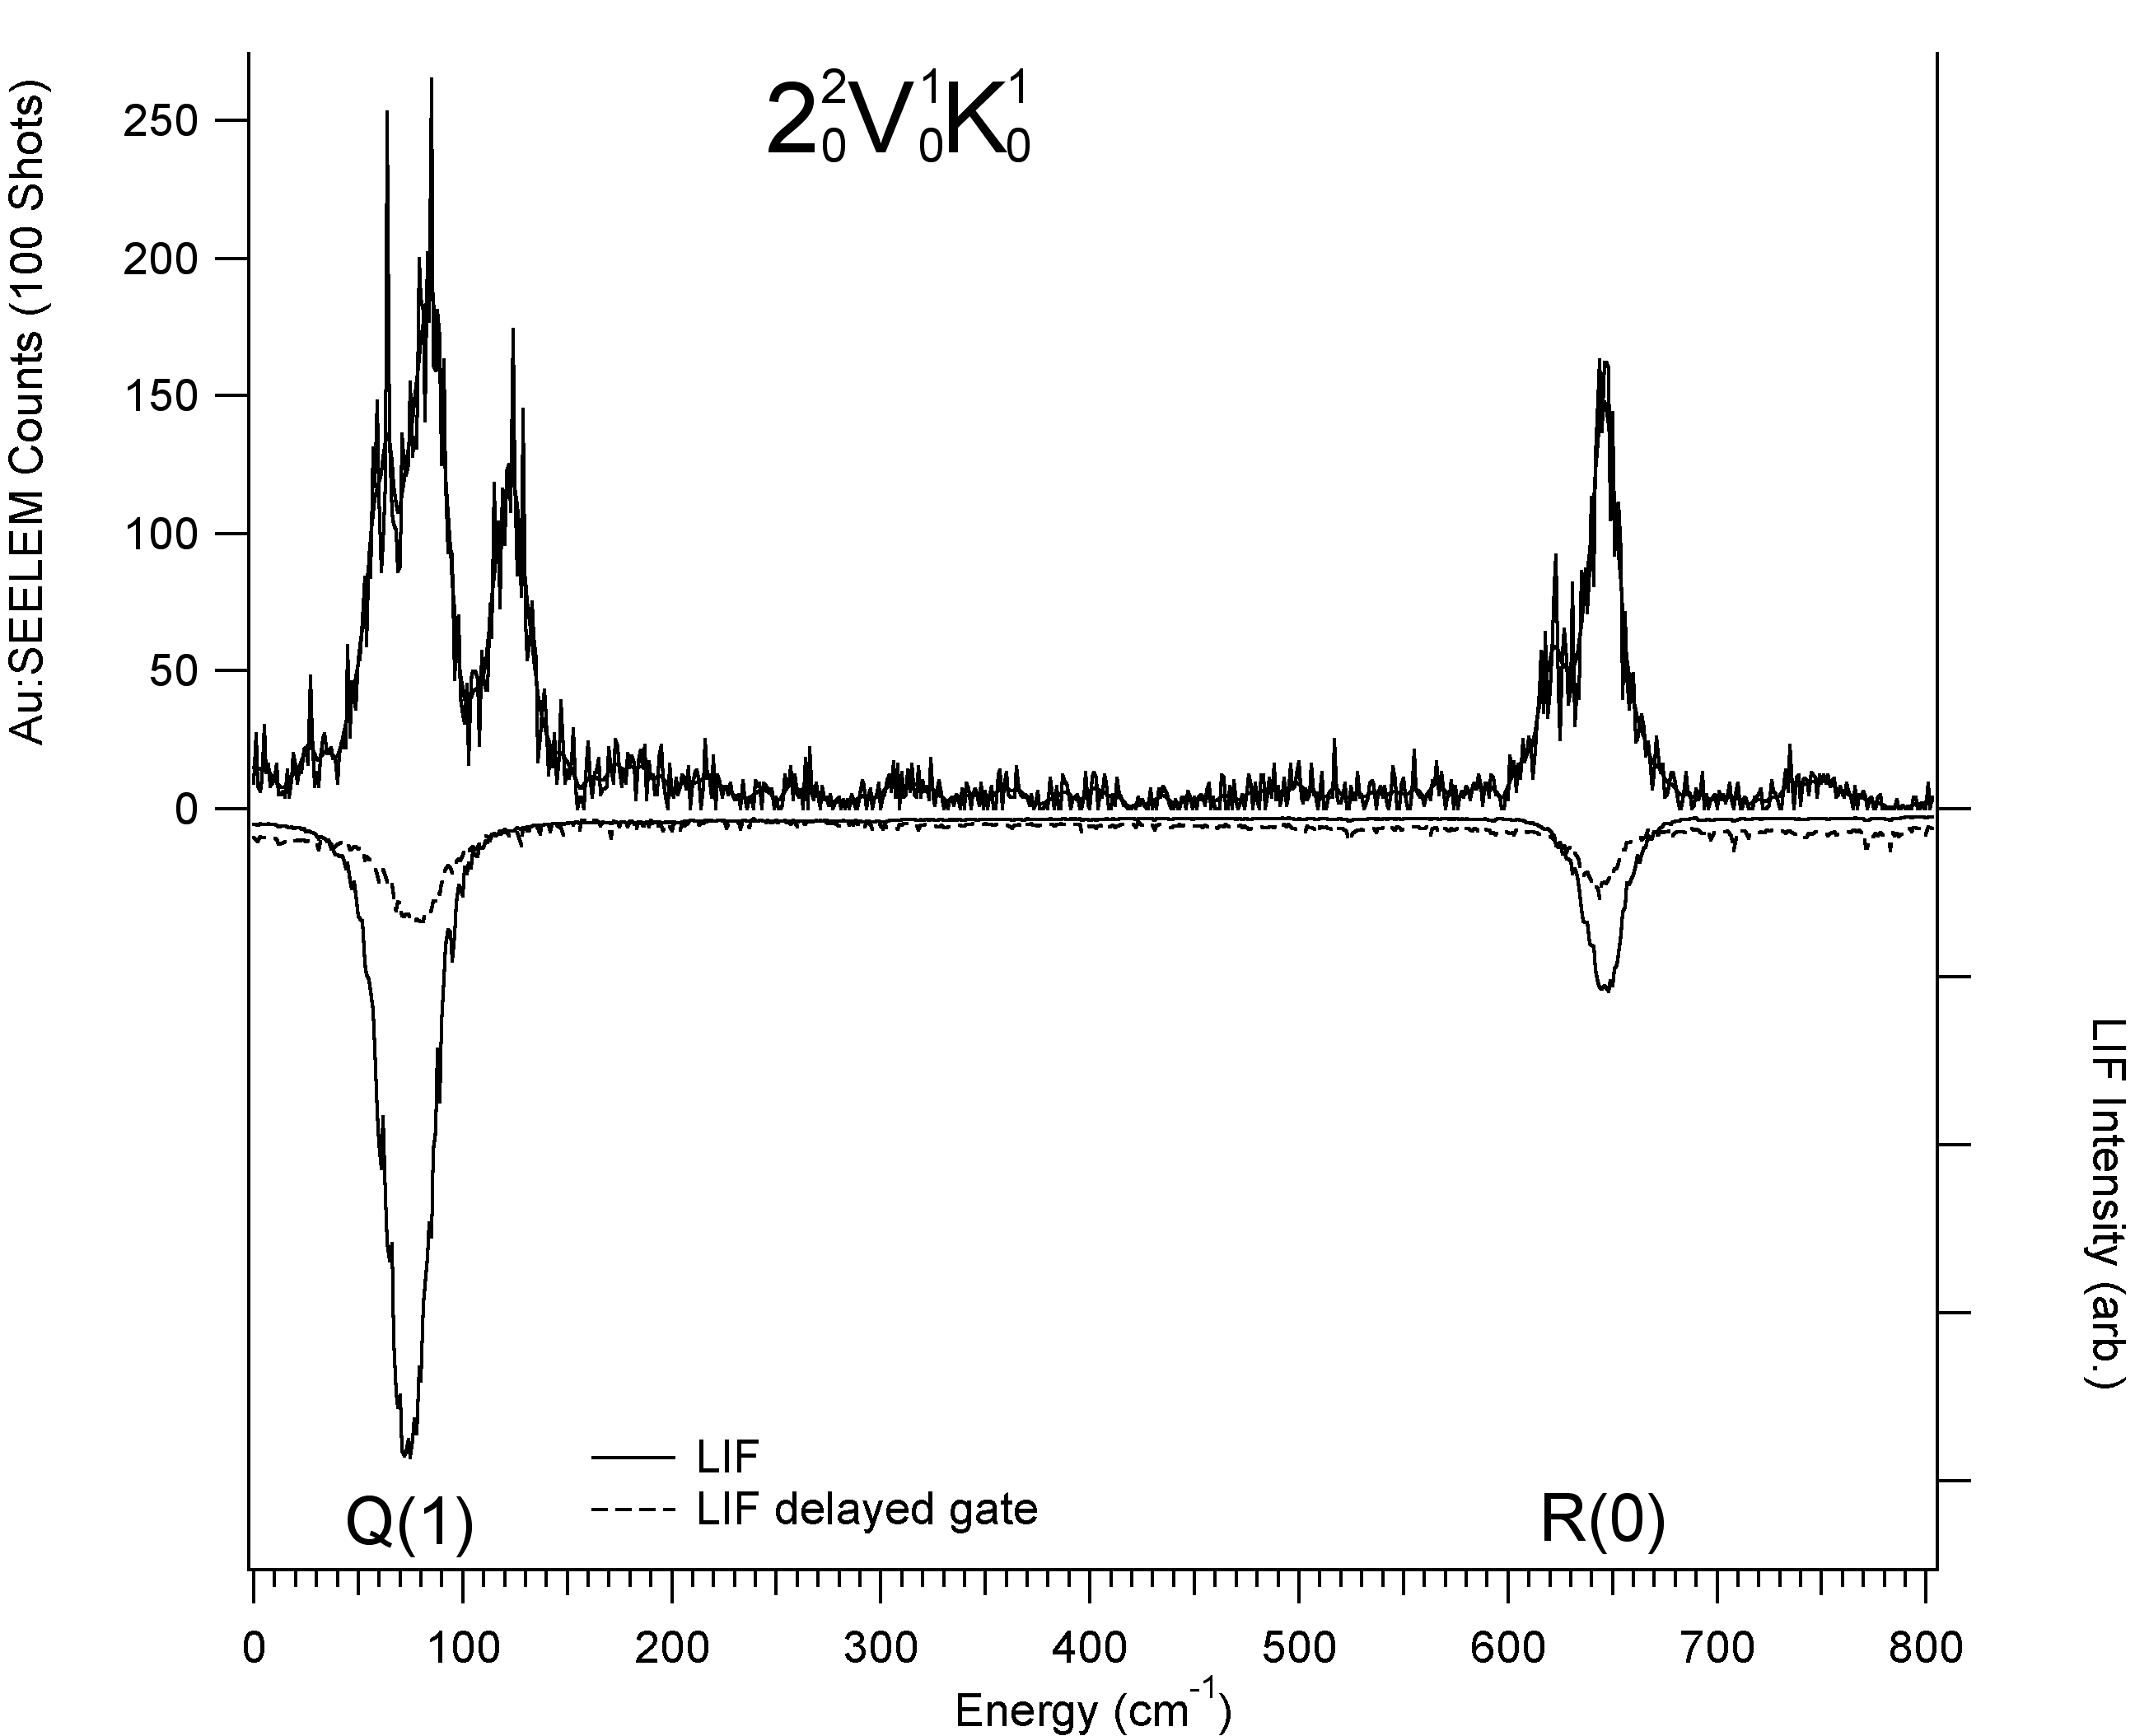 2²₀V¹₀K¹₀
Au:SEELEM Counts (100 Shots)
250
200
150
100
50
0
LIF Intensity (arb.)
LIF
LIF delayed gate
Q(1)
R(0)
0 100 200 300 400 500 600 700 800
Energy (cm⁻¹)